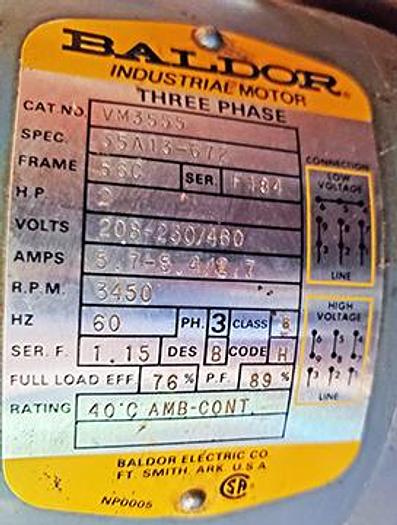 BALDOR
INDUSTRIAL MOTOR
THREE PHASE
CAT.NO. VM3555
SPEC. 35A13-672
FRAME 56C SER. F184
H.P. 2
VOLTS 208-230/460
AMPS 5.7-5.4/2.7
R.P.M. 3450
HZ 60 PH. 3 CLASS B
SER. F. 1.15 DES B CODE H
FULL LOAD EFF. 76 % P.F. 89 %
RATING 40°C AMB-CONT
CONNECTION
LOW
VOLTAGE
LINE
HIGH
VOLTAGE
LINE
BALDOR ELECTRIC CO
FT. SMITH, ARK. U.S.A
SA
NP0005